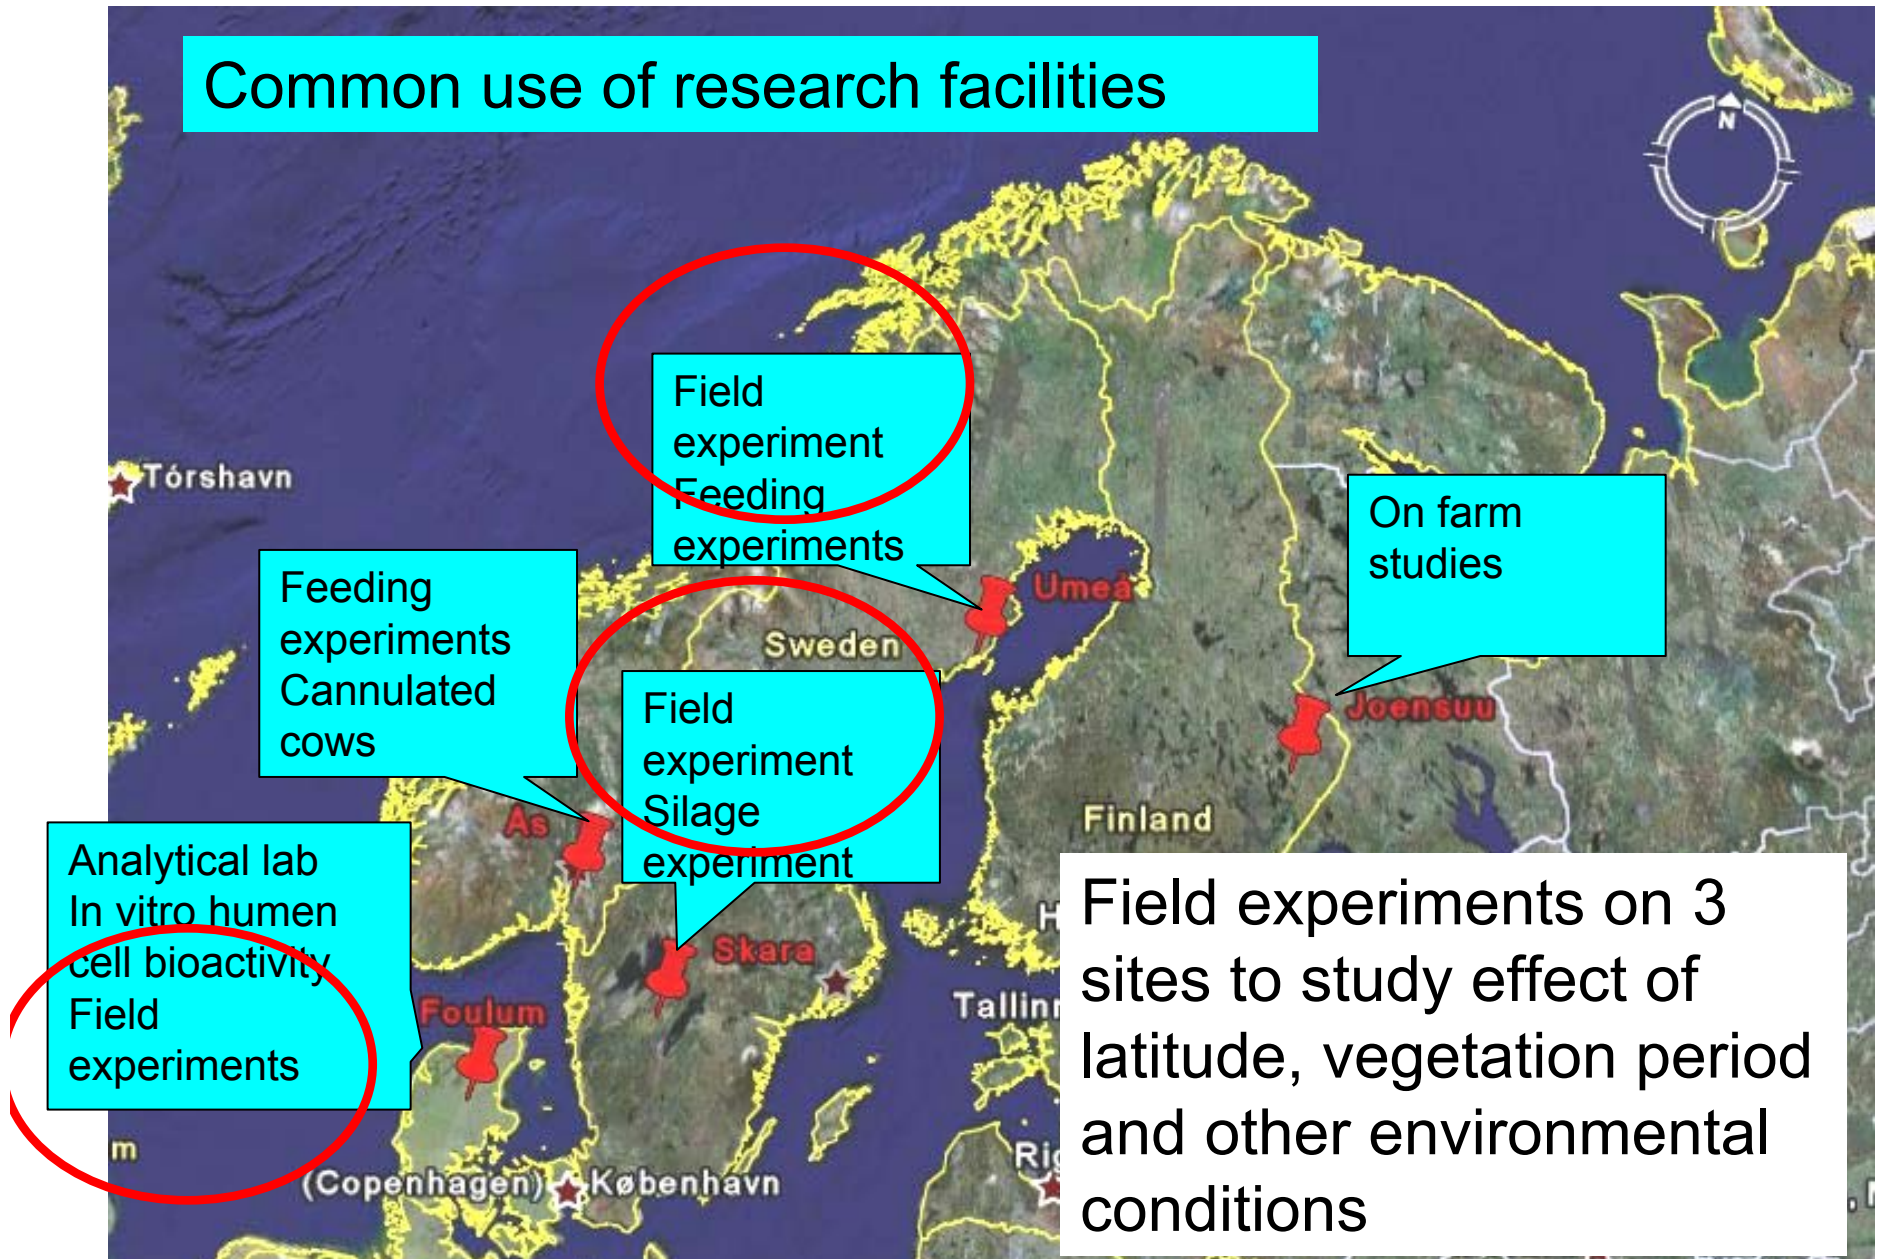 Common use of research facilities
N
Tórshavn
Field
experiment
Feeding
experiments
Umeå
On farm
studies
Feeding
experiments
Cannulated
cows
Sweden
Field
experiment
Silage
experiment
Joensuu
As
Finland
Analytical lab
In vitro humen
cell bioactivity
Field
experiments
Skara
Foulum
Tallinn
Field experiments on 3
sites to study effect of
latitude, vegetation period
and other environmental
conditions
(Copenhagen)
København